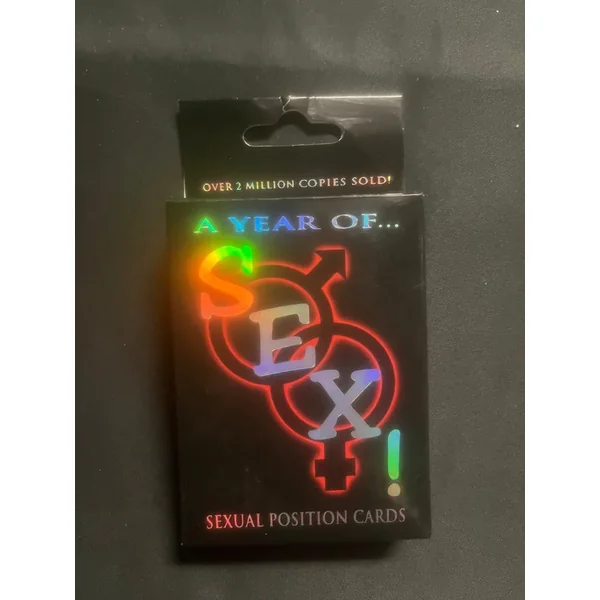 OVER 2 MILLION COPIES SOLD!
A YEAR OF...
SEX!
SEXUAL POSITION CARDS